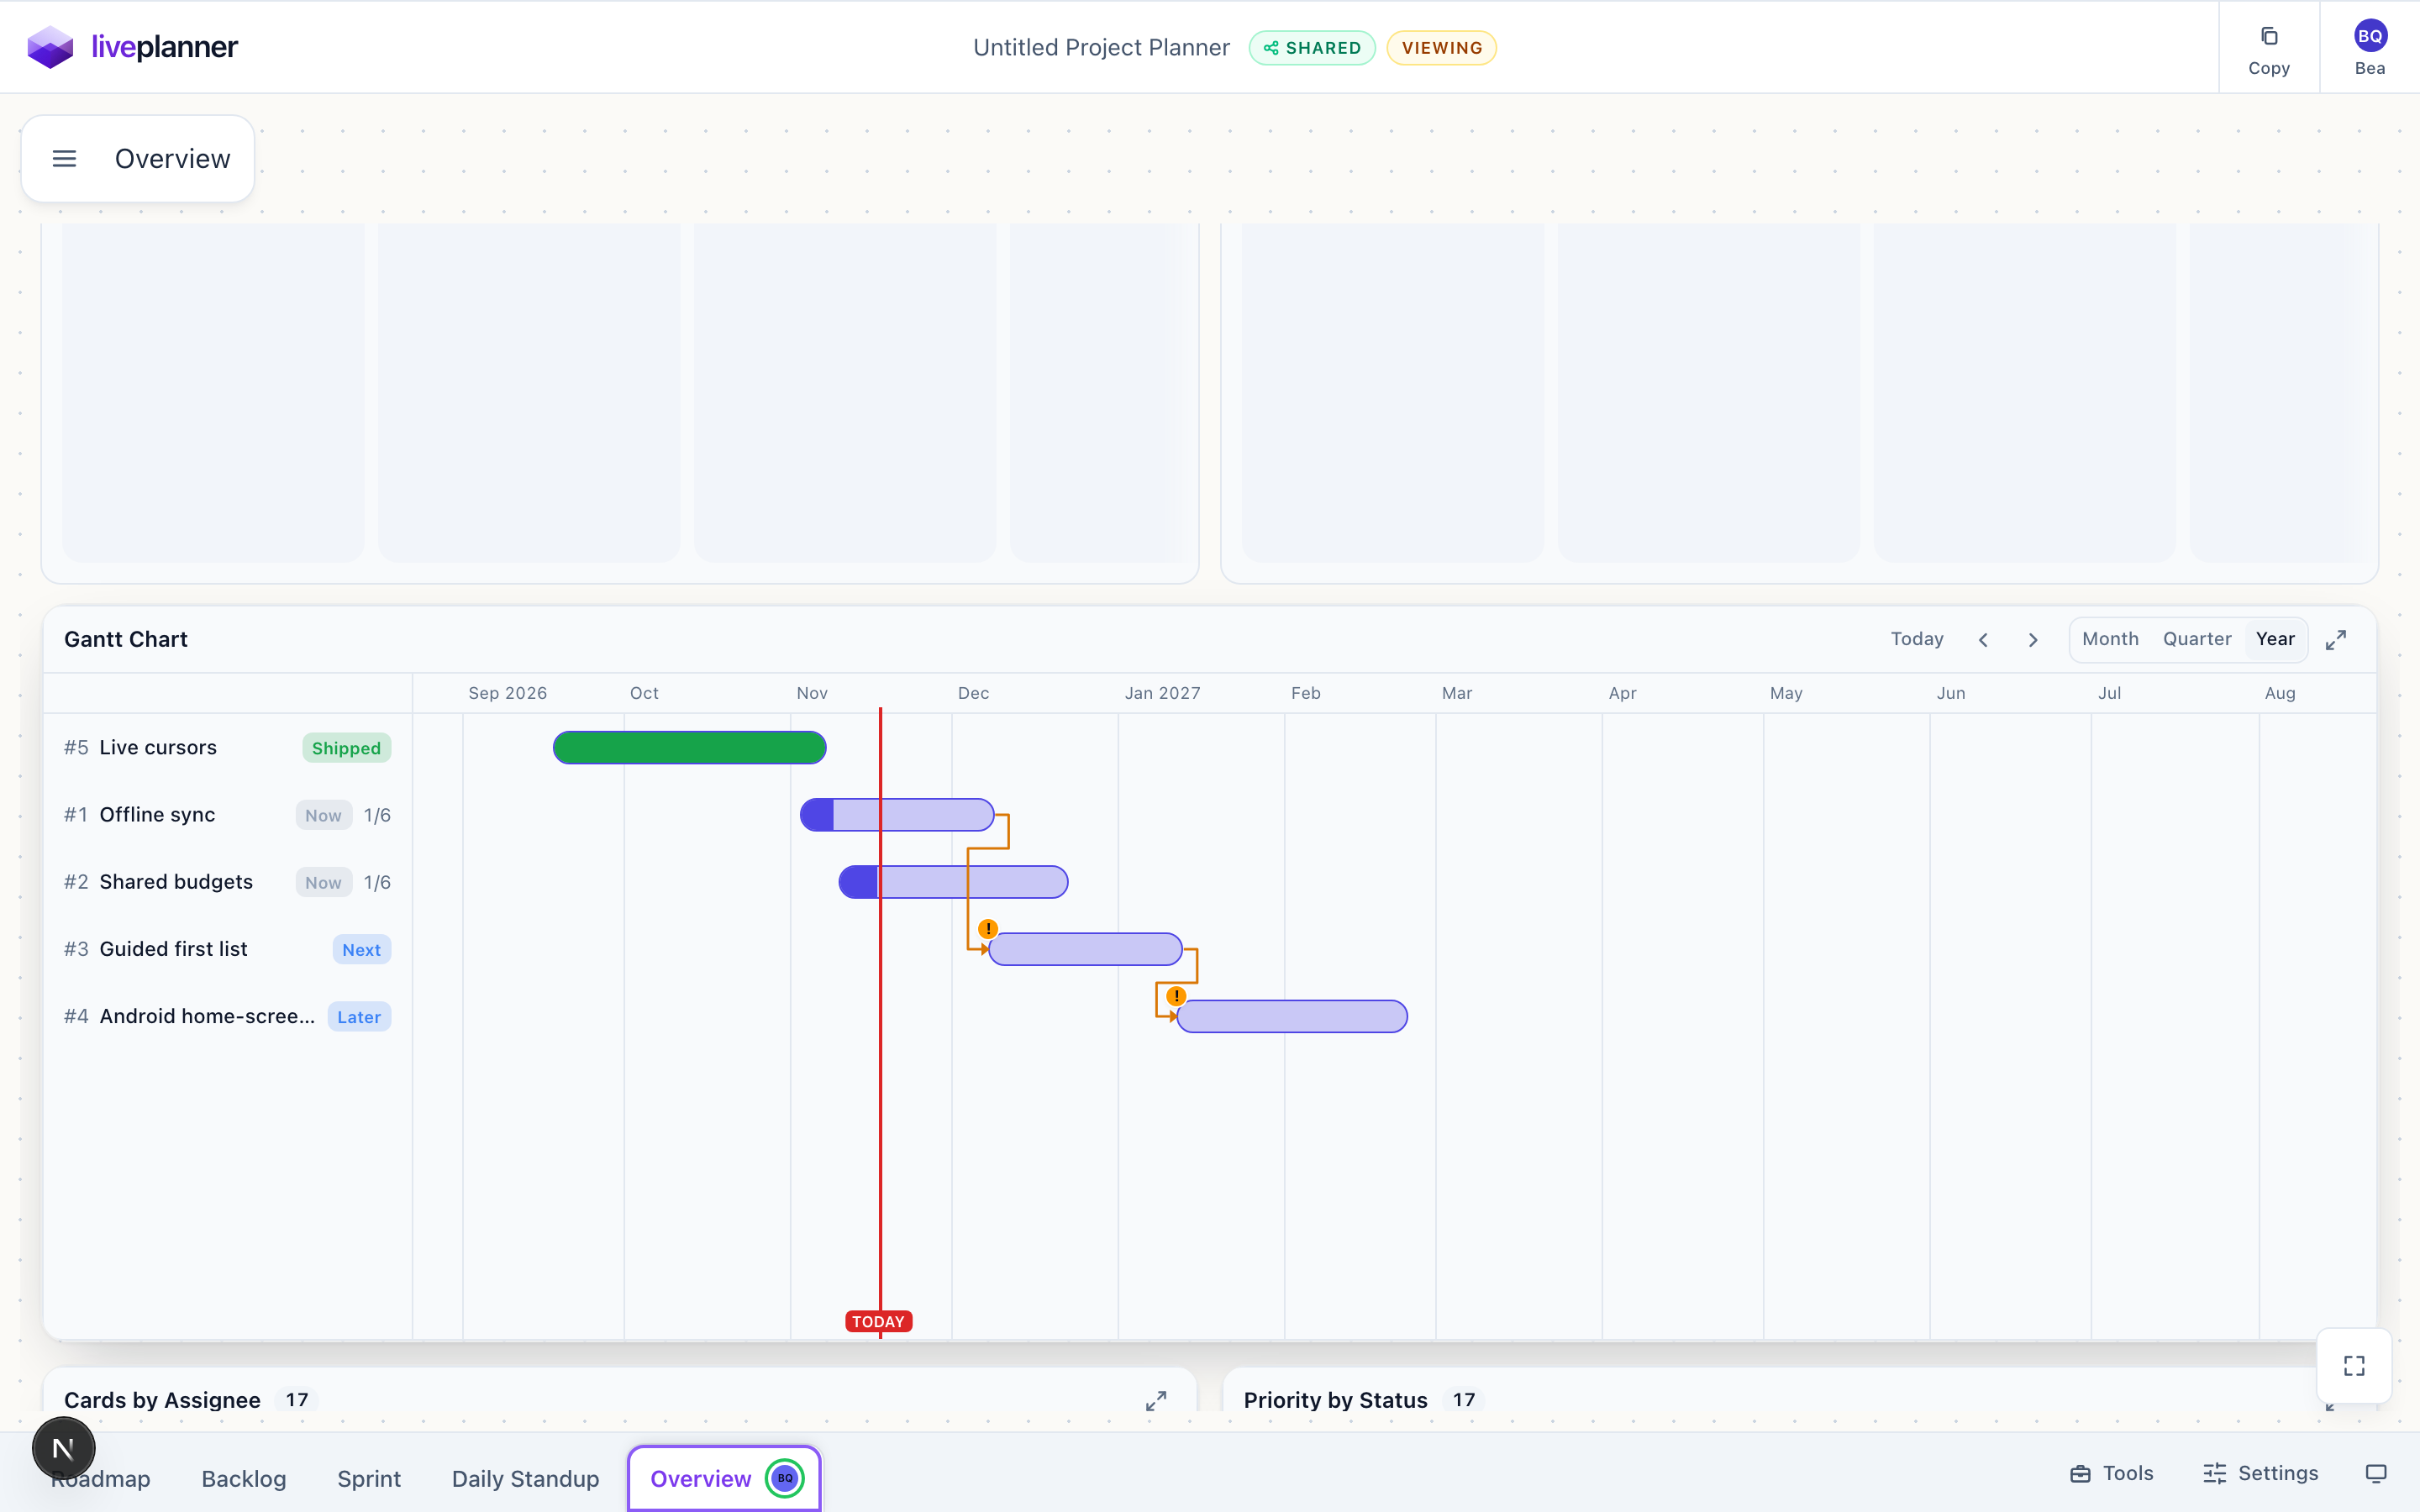 liveplanner
Untitled Project Planner SHARED VIEWING
Copy
BQ
Bea
Overview
Gantt Chart
Today Month Quarter Year
Sep 2026 Oct Nov Dec Jan 2027 Feb Mar Apr May Jun Jul Aug
#5 Live cursors Shipped
#1 Offline sync Now 1/6
#2 Shared budgets Now 1/6
!
#3 Guided first list Next
!
#4 Android home-scree... Later
TODAY
Cards by Assignee 17
Priority by Status 17
N
Roadmap Backlog Sprint Daily Standup Overview BQ
Tools Settings